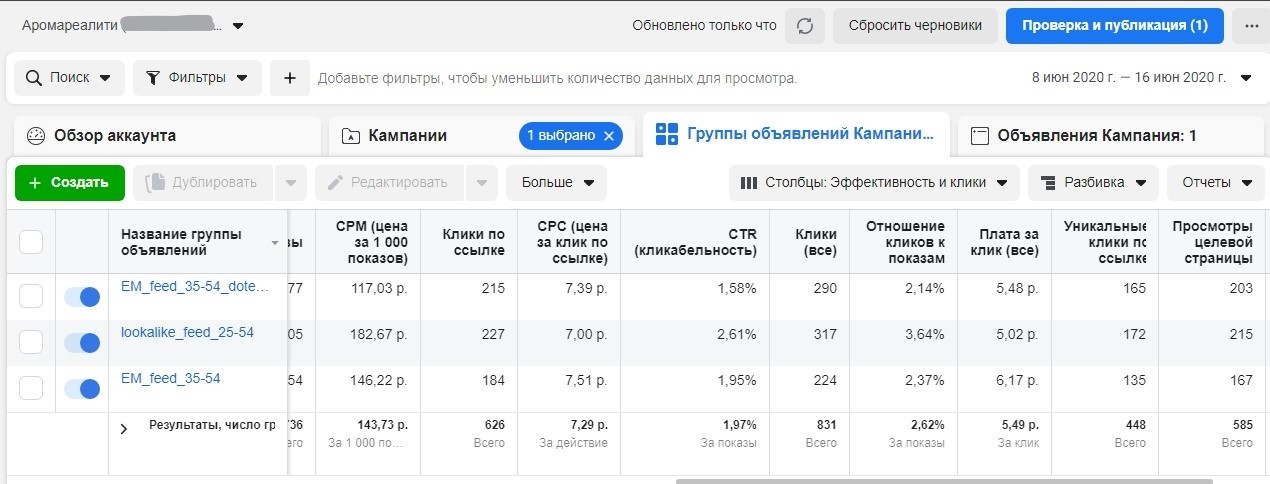 Аромареалити (
Обновлено только что
Сбросить черновики
Проверка и публикация (1)
Поиск
Фильтры
Добавьте фильтры, чтобы уменьшить количество данных для просмотра.
8 июн 2020 г. — 16 июн 2020 г.
Обзор аккаунта
Кампании
1 выбрано
Группы объявлений Кампани...
Объявления Кампания: 1
+ Создать
Дублировать
Редактировать
Больше
Столбцы: Эффективность и клики
Разбивка
Отчеты
Название группы
объявлений
зы
CPM (цена
за 1 000
показов)
Клики по
ссылке
CPC (цена
за клик по
ссылке)
CTR
(кликабельность)
Клики
(все)
Отношение
кликов к
показам
Плата за
клик (все)
Уникальные
клики по
ссылке
Просмотры
целевой
страницы
EM_feed_35-54_dote... 77 117,03 р. 215 7,39 р. 1,58% 290 2,14% 5,48 р. 165 203
lookalike_feed_25-54 05 182,67 р. 227 7,00 р. 2,61% 317 3,64% 5,02 р. 172 215
EM_feed_35-54 54 146,22 р. 184 7,51 р. 1,95% 224 2,37% 6,17 р. 135 167
Результаты, число гр 736 143,73 р. 626 7,29 р. 1,97% 831 2,62% 5,49 р. 448 585
его За 1 000 по... Всего За действие За показы Всего За показы За клик Всего Всего